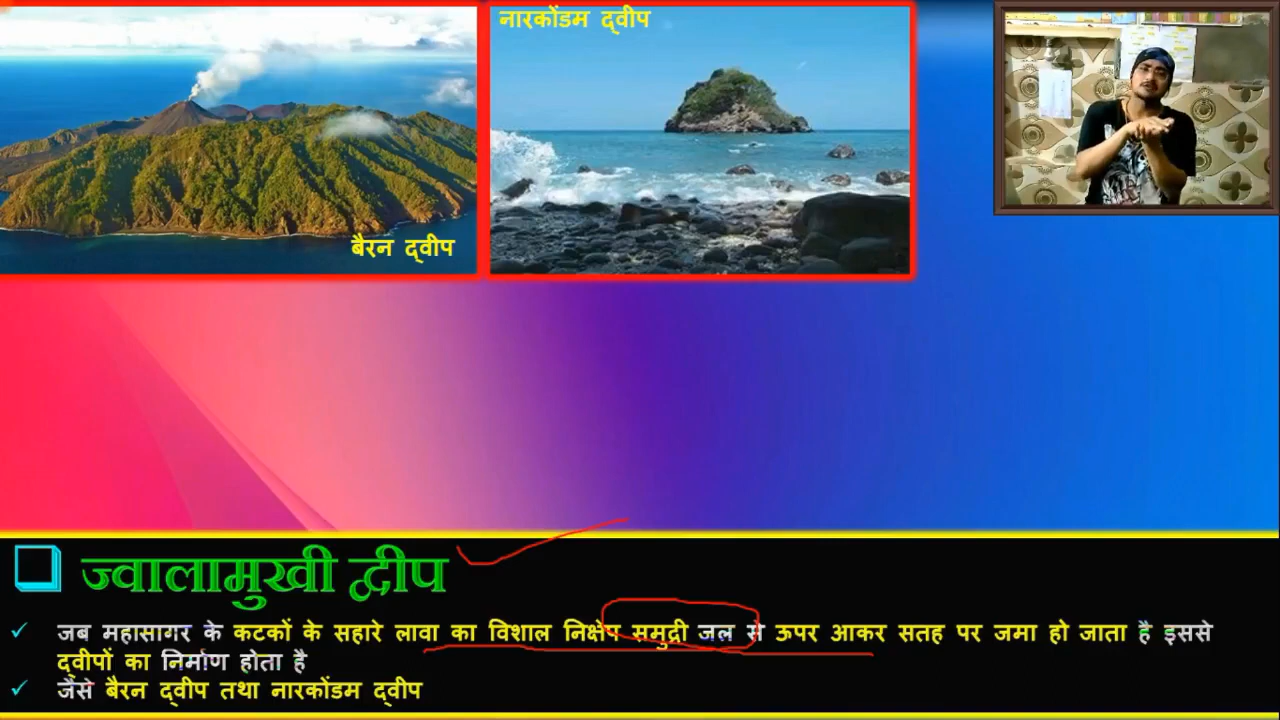 नारकोंडम द्वीप
बैरन द्वीप
ज्वालामुखी द्वीप
जब महासागर के कटकों के सहारे लावा का विशाल निक्षेप समुद्री जल से ऊपर आकर सतह पर जमा हो जाता है इससे
द्वीपों का निर्माण होता है
जैसे बैरन द्वीप तथा नारकोंडम द्वीप